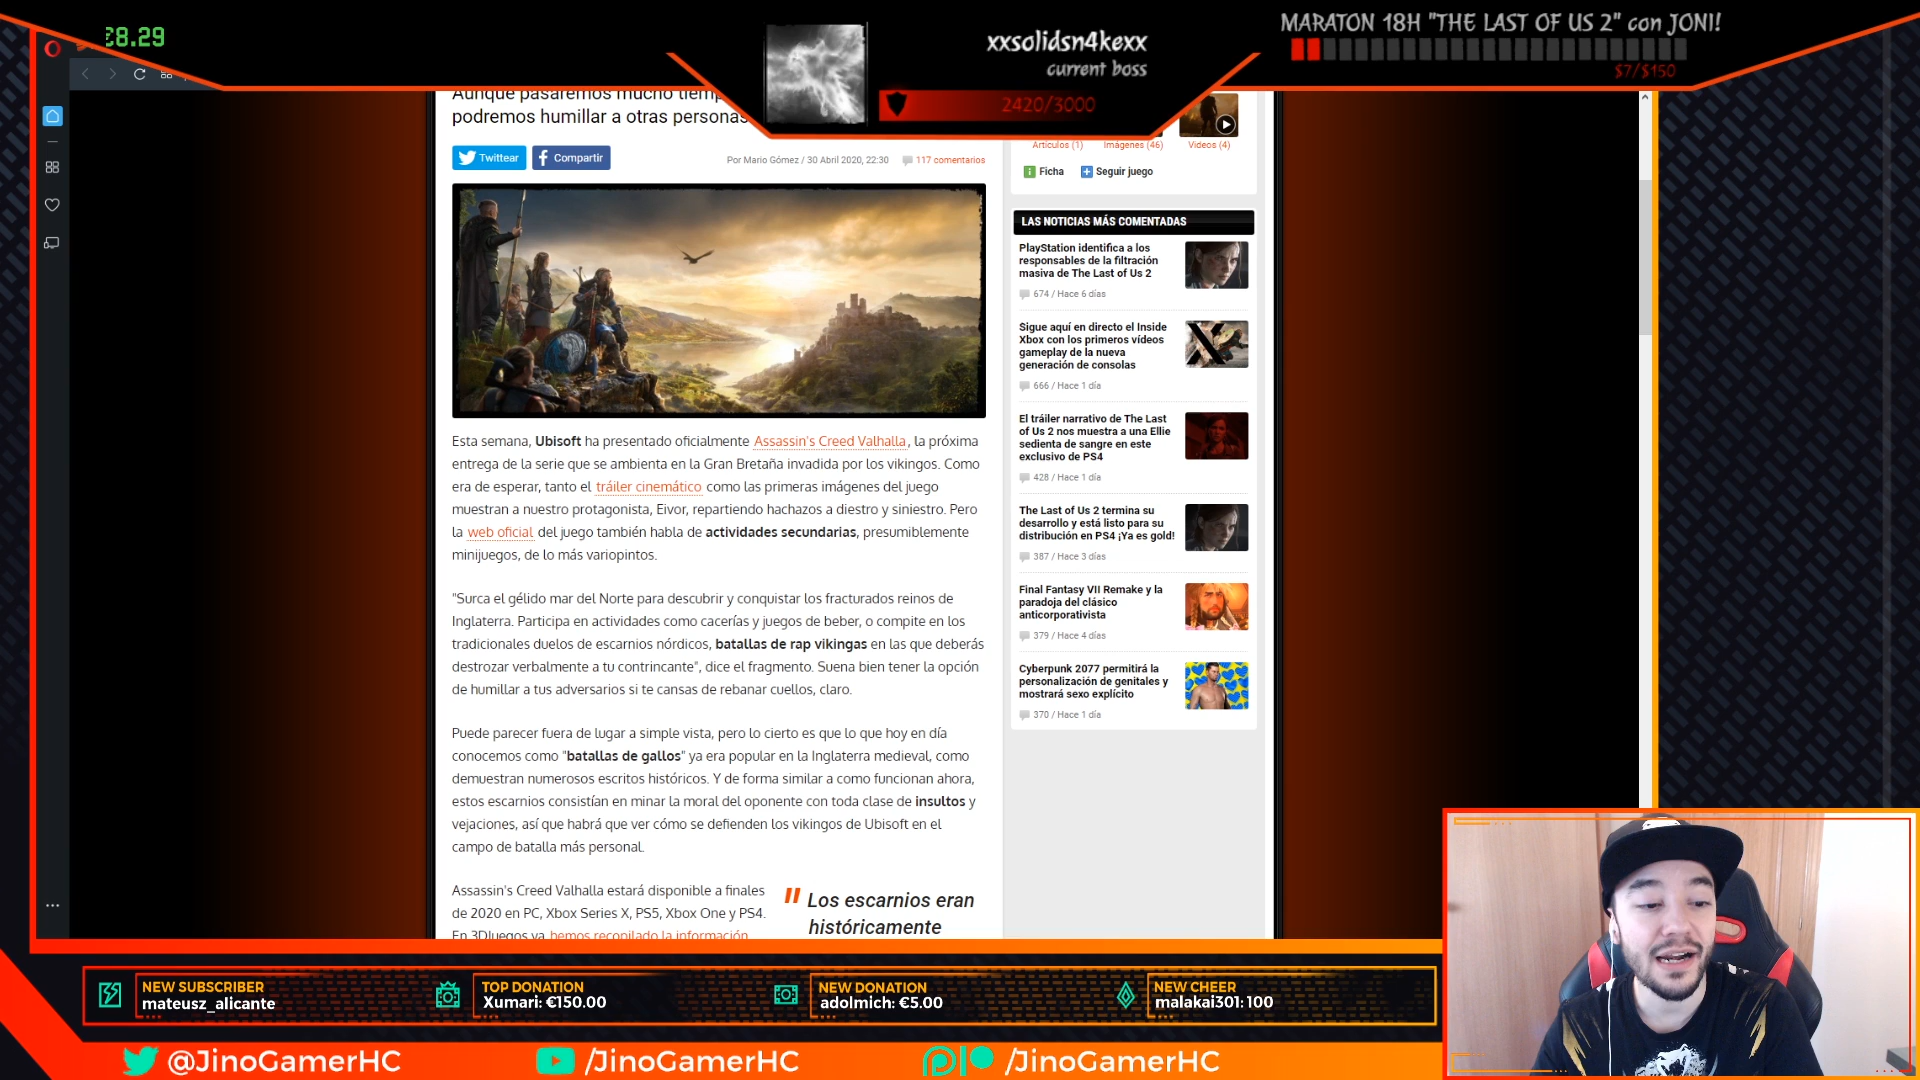 8.29
xxsolidsn4kexx
current boss
2420/3000
MARATON 18H "THE LAST OF US 2" con JONI!
$7/$150
Aunque pasaremos mucho
podremos humillar a otras personas
Twittear
Compartir
Por Mario Gómez / 30 Abril 2020, 22:30
117 comentarios
Esta semana, Ubisoft ha presentado oficialmente Assassin's Creed Valhalla, la próxima
entrega de la serie que se ambienta en la Gran Bretaña invadida por los vikingos. Como
era de esperar, tanto el tráiler cinemático como las primeras imágenes del juego
muestran a nuestro protagonista, Eivor, repartiendo hachazos a diestro y siniestro. Pero
la web oficial del juego también habla de actividades secundarias, presumiblemente
minijuegos, de lo más variopintos.
"Surca el gélido mar del Norte para descubrir y conquistar los fracturados reinos de
Inglaterra. Participa en actividades como cacerías y juegos de beber, o compite en los
tradicionales duelos de escarnios nórdicos, batallas de rap vikingas en las que deberás
destrozar verbalmente a tu contrincante", dice el fragmento. Suena bien tener la opción
de humillar a tus adversarios si te cansas de rebanar cuellos, claro.
Puede parecer fuera de lugar a simple vista, pero lo cierto es que lo que hoy en día
conocemos como "batallas de gallos" ya era popular en la Inglaterra medieval, como
demuestran numerosos escritos históricos. Y de forma similar a como funcionan ahora,
estos escarnios consistían en minar la moral del oponente con toda clase de insultos y
vejaciones, así que habrá que ver cómo se defienden los vikingos de Ubisoft en el
campo de batalla más personal.
Assassin's Creed Valhalla estará disponible a finales
de 2020 en PC, Xbox Series X, PS5, Xbox One y PS4.
En 3DJuegos ya hemos recopilado la información
" Los escarnios eran
históricamente
Artículos (1)
Imágenes (46)
Vídeos (4)
Ficha
Seguir juego
LAS NOTICIAS MÁS COMENTADAS
PlayStation identifica a los
responsables de la filtración
masiva de The Last of Us 2
674 / Hace 6 días
Sigue aquí en directo el Inside
Xbox con los primeros vídeos
gameplay de la nueva
generación de consolas
666 / Hace 1 día
El tráiler narrativo de The Last
of Us 2 nos muestra a una Ellie
sedienta de sangre en este
exclusivo de PS4
428 / Hace 1 día
The Last of Us 2 termina su
desarrollo y está listo para su
distribución en PS4 ¡Ya es gold!
387 / Hace 3 días
Final Fantasy VII Remake y la
paradoja del clásico
anticorporativista
379 / Hace 4 días
Cyberpunk 2077 permitirá la
personalización de genitales y
mostrará sexo explícito
370 / Hace 1 día
NEW SUBSCRIBER
mateusz_alicante
TOP DONATION
Xumari: €150.00
NEW DONATION
adolmich: €5.00
NEW CHEER
malakai301: 100
@JinoGamerHC
/JinoGamerHC
/JinoGamerHC